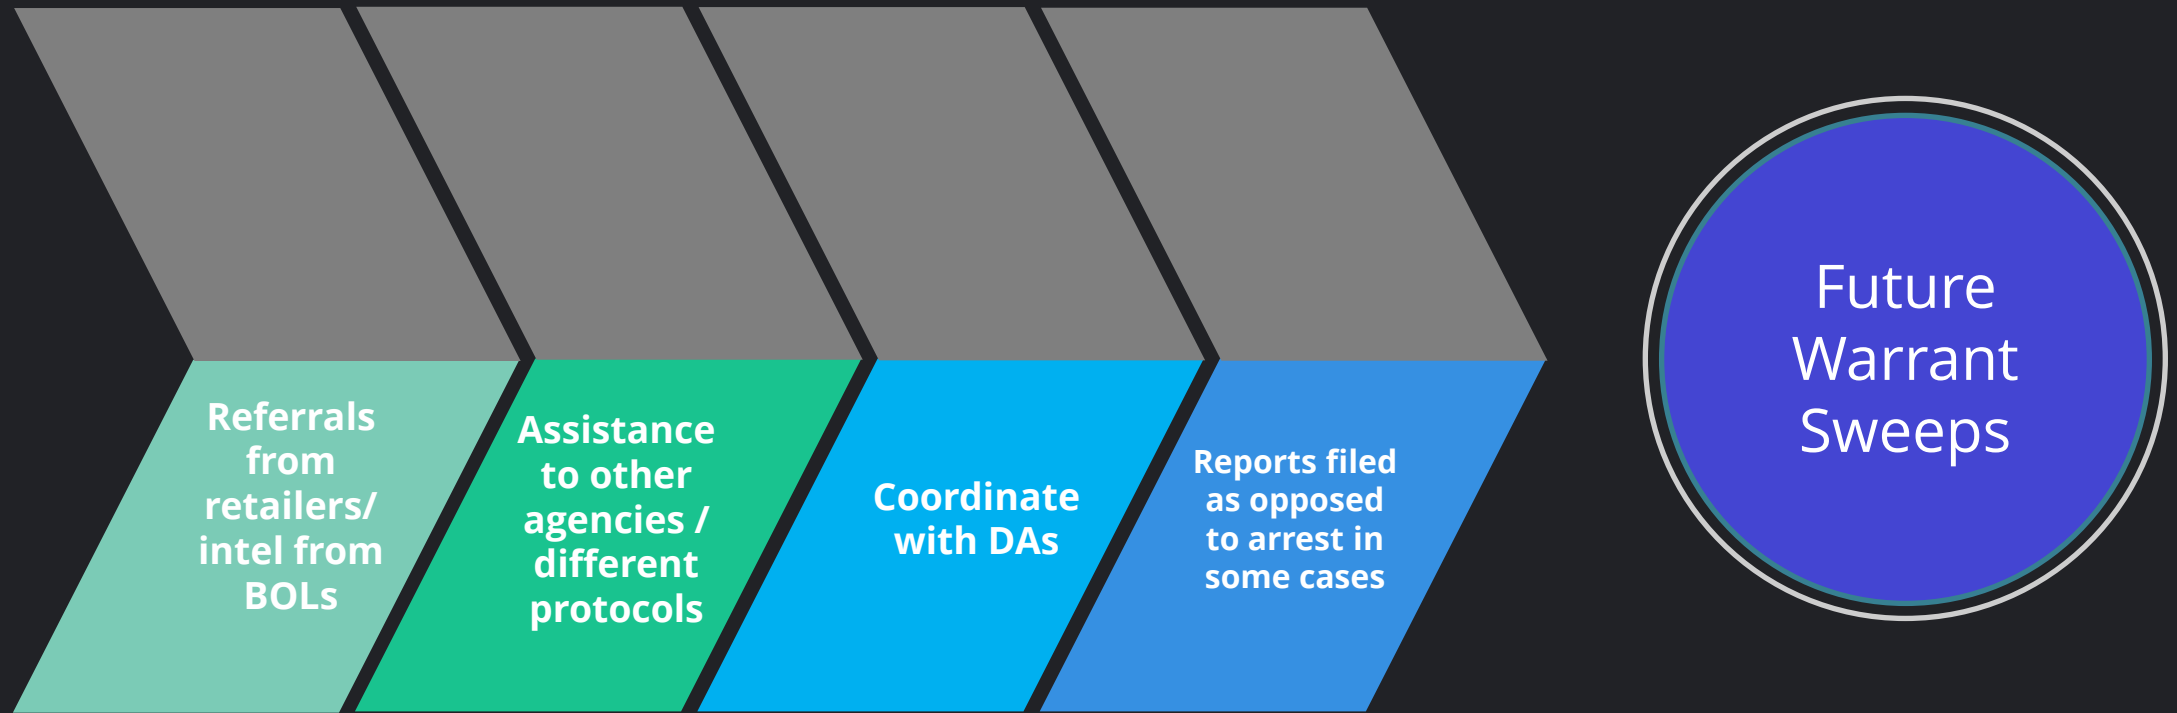 Referrals
from
retailers/
intel from
BOLs
Assistance
to other
agencies /
different
protocols
Coordinate
with DAs
Reports filed
as opposed
to arrest in
some cases
Future
Warrant
Sweeps